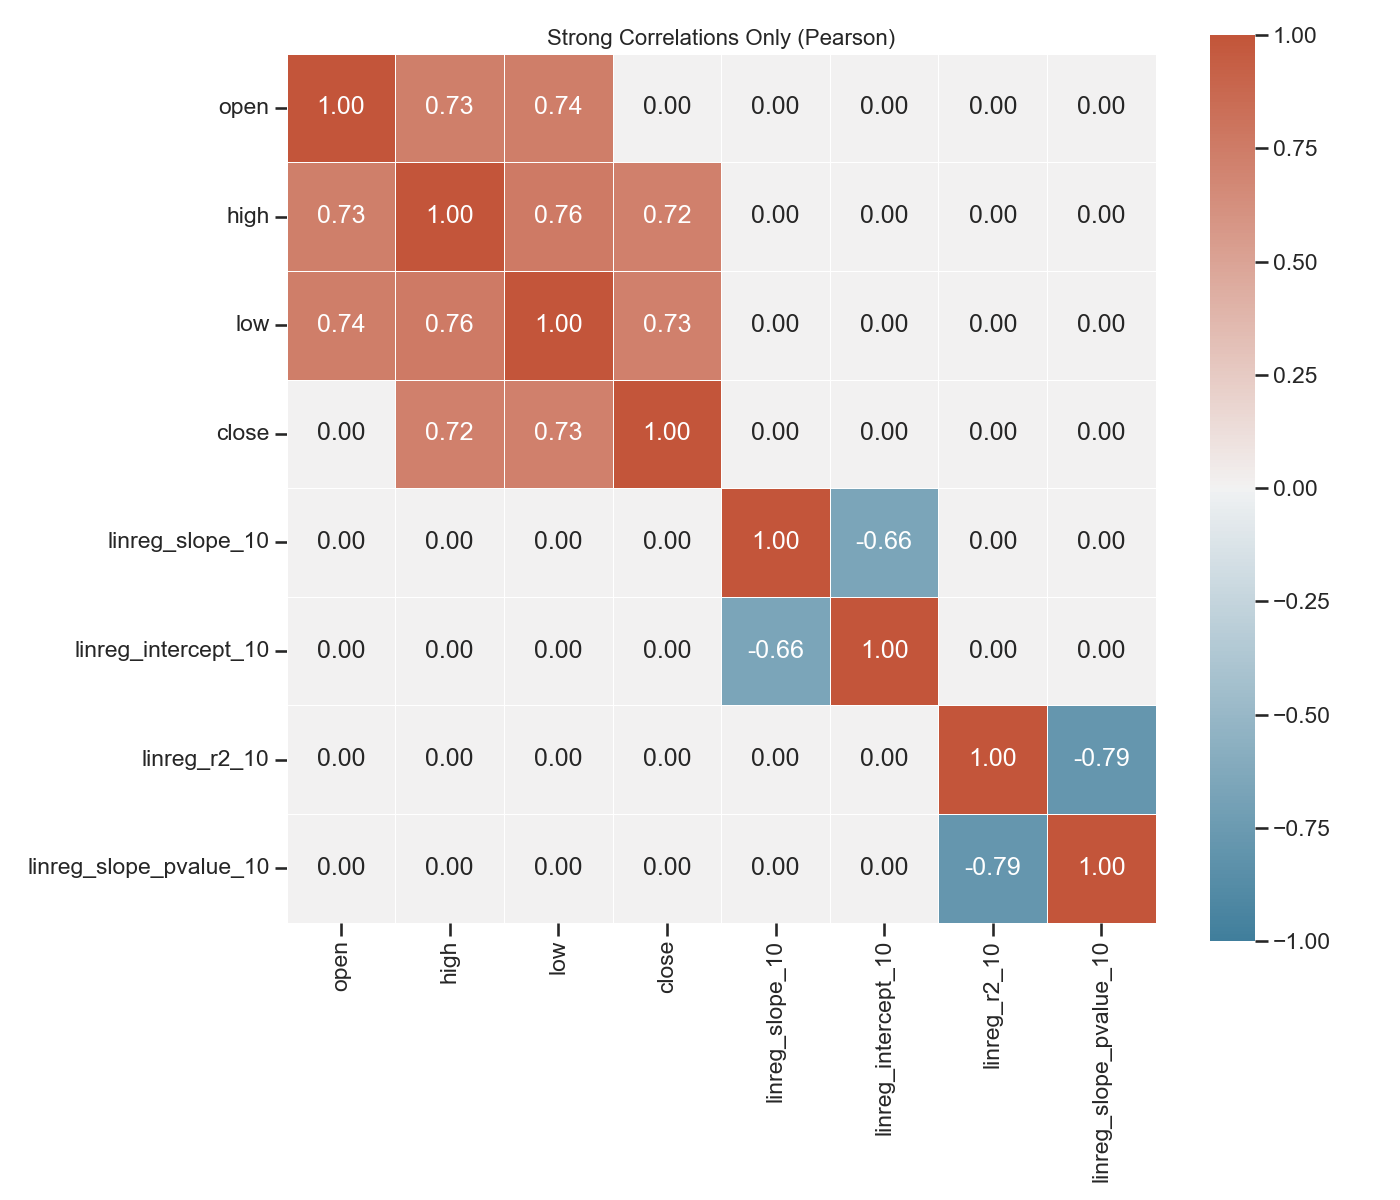 Strong Correlations Only (Pearson)
open 1.00 0.73 0.74 0.00 0.00 0.00 0.00 0.00
high 0.73 1.00 0.76 0.72 0.00 0.00 0.00 0.00
low 0.74 0.76 1.00 0.73 0.00 0.00 0.00 0.00
close 0.00 0.72 0.73 1.00 0.00 0.00 0.00 0.00
linreg_slope_10 0.00 0.00 0.00 0.00 1.00 -0.66 0.00 0.00
linreg_intercept_10 0.00 0.00 0.00 0.00 -0.66 1.00 0.00 0.00
linreg_r2_10 0.00 0.00 0.00 0.00 0.00 0.00 1.00 -0.79
linreg_slope_pvalue_10 0.00 0.00 0.00 0.00 0.00 0.00 -0.79 1.00
open
high
low
close
linreg_slope_10
linreg_intercept_10
linreg_r2_10
linreg_slope_pvalue_10
1.00
0.75
0.50
0.25
0.00
−0.25
−0.50
−0.75
−1.00